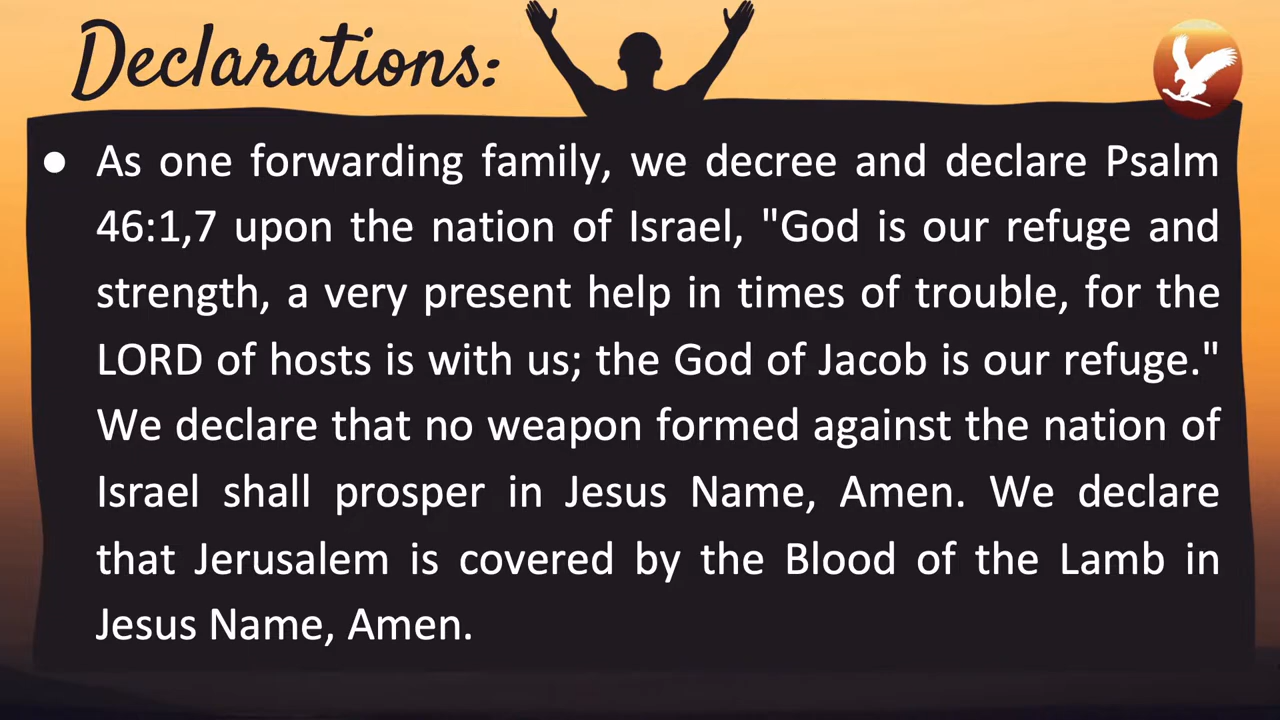 Declarations:
● As one forwarding family, we decree and declare Psalm
46:1,7 upon the nation of Israel, "God is our refuge and
strength, a very present help in times of trouble, for the
LORD of hosts is with us; the God of Jacob is our refuge."
We declare that no weapon formed against the nation of
Israel shall prosper in Jesus Name, Amen. We declare
that Jerusalem is covered by the Blood of the Lamb in
Jesus Name, Amen.